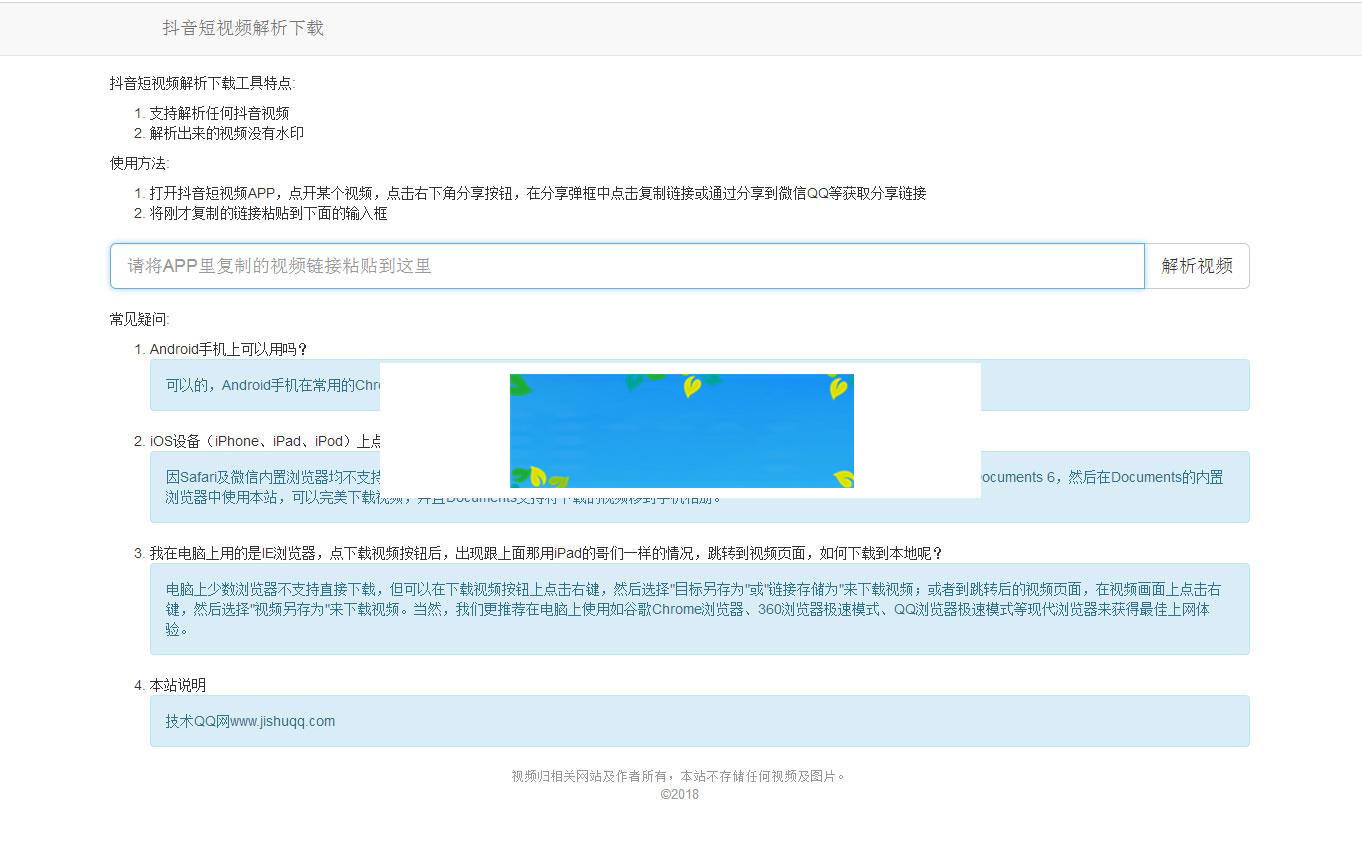 抖音短视频解析下载
抖音短视频解析下载工具特点:
1. 支持解析任何抖音视频
2. 解析出来的视频没有水印
使用方法:
1. 打开抖音短视频APP，点开某个视频，点击右下角分享按钮，在分享弹框中点击复制链接或通过分享到微信QQ等获取分享链接
2. 将刚才复制的链接粘贴到下面的输入框
请将APP里复制的视频链接粘贴到这里
解析视频
常见疑问:
1. Android手机上可以用吗？
可以的，Android手机在常用的Chr
2. iOS设备（iPhone、iPad、iPod）上点
因Safari及微信内置浏览器均不支持 ocuments 6，然后在Documents的内置
浏览器中使用本站，可以完美下载视频，并且Documents支持将下载的视频移到手机相册。
3. 我在电脑上用的是IE浏览器，点下载视频按钮后，出现跟上面那用iPad的哥们一样的情况，跳转到视频页面，如何下载到本地呢？
电脑上少数浏览器不支持直接下载，但可以在下载视频按钮上点击右键，然后选择"目标另存为"或"链接存储为"来下载视频；或者到跳转后的视频页面，在视频画面上点击右
键，然后选择"视频另存为"来下载视频。当然，我们更推荐在电脑上使用如谷歌Chrome浏览器、360浏览器极速模式、QQ浏览器极速模式等现代浏览器来获得最佳上网体
验。
4. 本站说明
技术QQ网www.jishuqq.com
视频归相关网站及作者所有，本站不存储任何视频及图片。
©2018